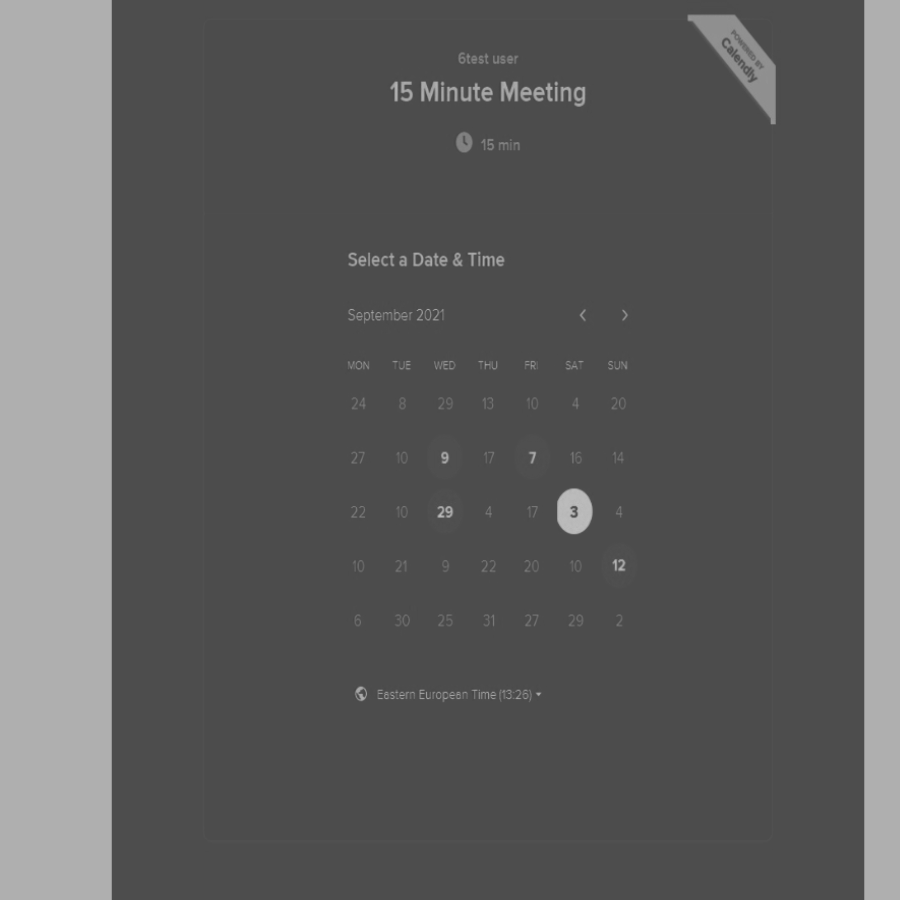 POWERED BY
Calendly
6test user
15 Minute Meeting
15 min
Select a Date & Time
September 2021
MON TUE WED THU FRI SAT SUN
24 8 29 13 10 4 20
27 10 9 17 7 16 14
22 10 29 4 17 3 4
10 21 9 22 20 10 12
6 30 25 31 27 29 2
Eastern European Time (13:26)